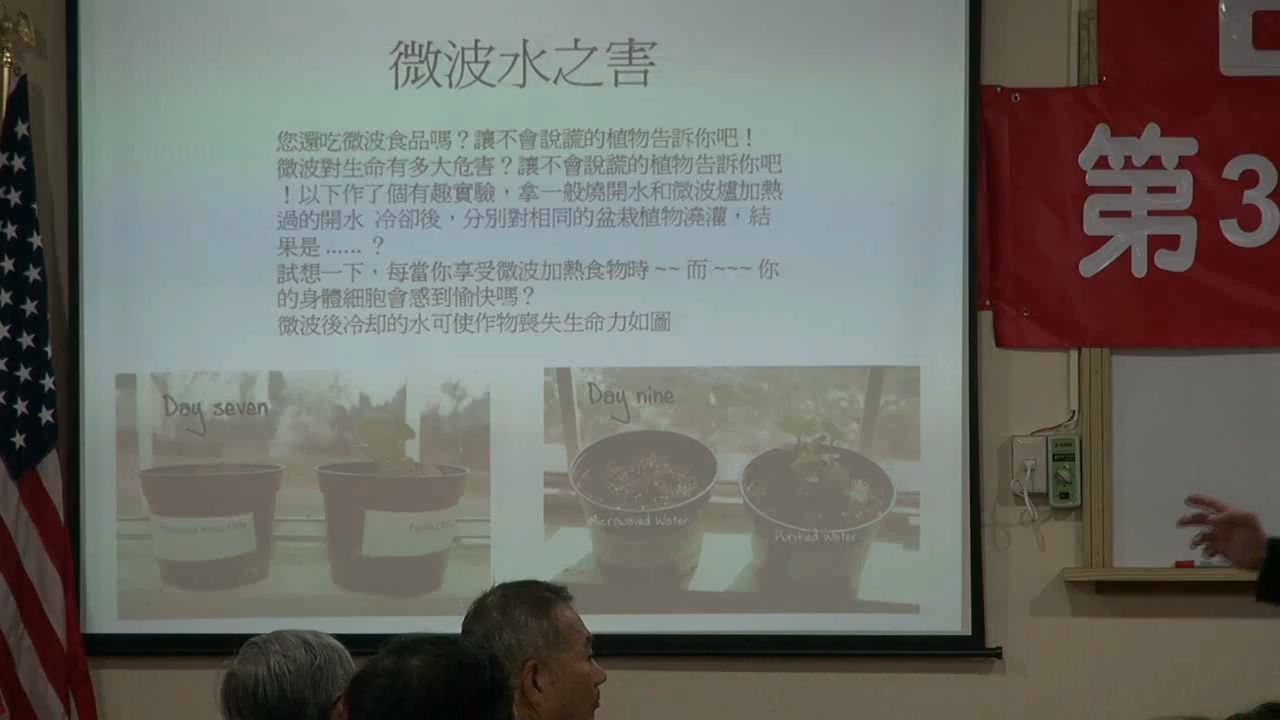 微波水之害
您還吃微波食品嗎？讓不會說謊的植物告訴你吧！
微波對生命有多大危害？讓不會說謊的植物告訴你吧
！以下作了個有趣實驗，拿一般燒開水和微波爐加熱
過的開水 冷卻後，分別對相同的盆栽植物澆灌，結
果是......？
試想一下，每當你享受微波加熱食物時~~而~~~你
的身體細胞會感到愉快嗎？
微波後冷却的水可使作物喪失生命力如圖
Day seven
Day nine
Microwaved Water
Purified Water
第3